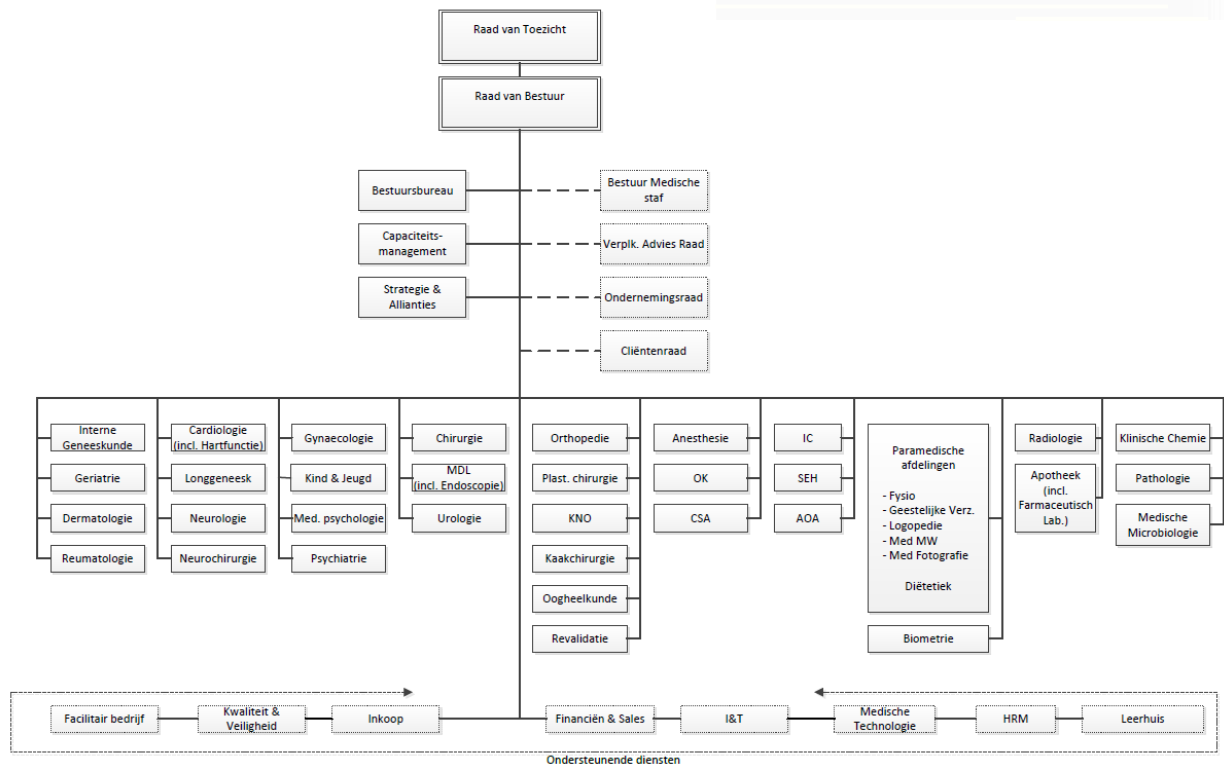 Raad van Toezicht
Raad van Bestuur
Bestuursbureau
Bestuur Medische
staf
Capaciteits-
management
Verplk. Advies Raad
Strategie &
Allianties
Ondernemingsraad
Cliëntenraad
Interne
Geneeskunde
Geriatrie
Dermatologie
Reumatologie
Cardiologie
(incl. Hartfunctie)
Longgeneesk
Neurologie
Neurochirurgie
Gynaecologie
Kind & Jeugd
Med. psychologie
Psychiatrie
Chirurgie
MDL
(incl. Endoscopie)
Urologie
Orthopedie
Plast. chirurgie
KNO
Kaakchirurgie
Oogheelkunde
Revalidatie
Anesthesie
OK
CSA
IC
SEH
AOA
Paramedische
afdelingen
- Fysio
- Geestelijke Verz.
- Logopedie
- Med MW
- Med Fotografie
Diëtetiek
Biometrie
Radiologie
Apotheek
(incl.
Farmaceutisch
Lab.)
Klinische Chemie
Pathologie
Medische
Microbiologie
Facilitair bedrijf
Kwaliteit &
Veiligheid
Inkoop
Financiën & Sales
I&T
Medische
Technologie
HRM
Leerhuis
Ondersteunende diensten